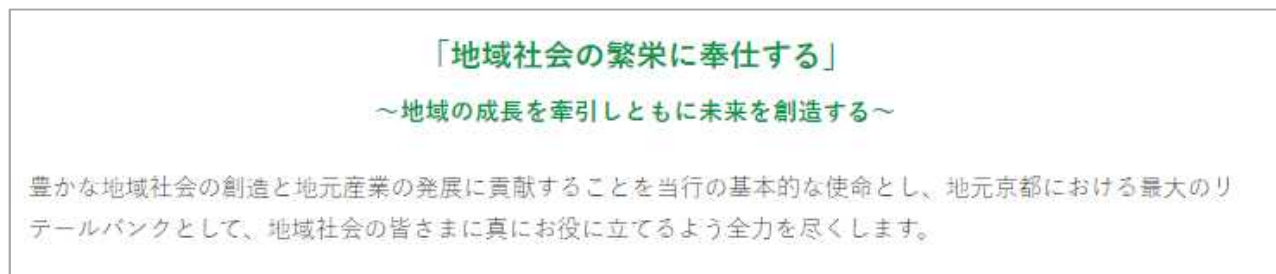 「地域社会の繁栄に奉仕する」
～地域の成長を牽引しともに未来を創造する～
豊かな地域社会の創造と地元産業の発展に貢献することを当行の基本的な使命とし、地元京都における最大のリ
テールバンクとして、地域社会の皆さまに真にお役に立てるよう全力を尽くします。